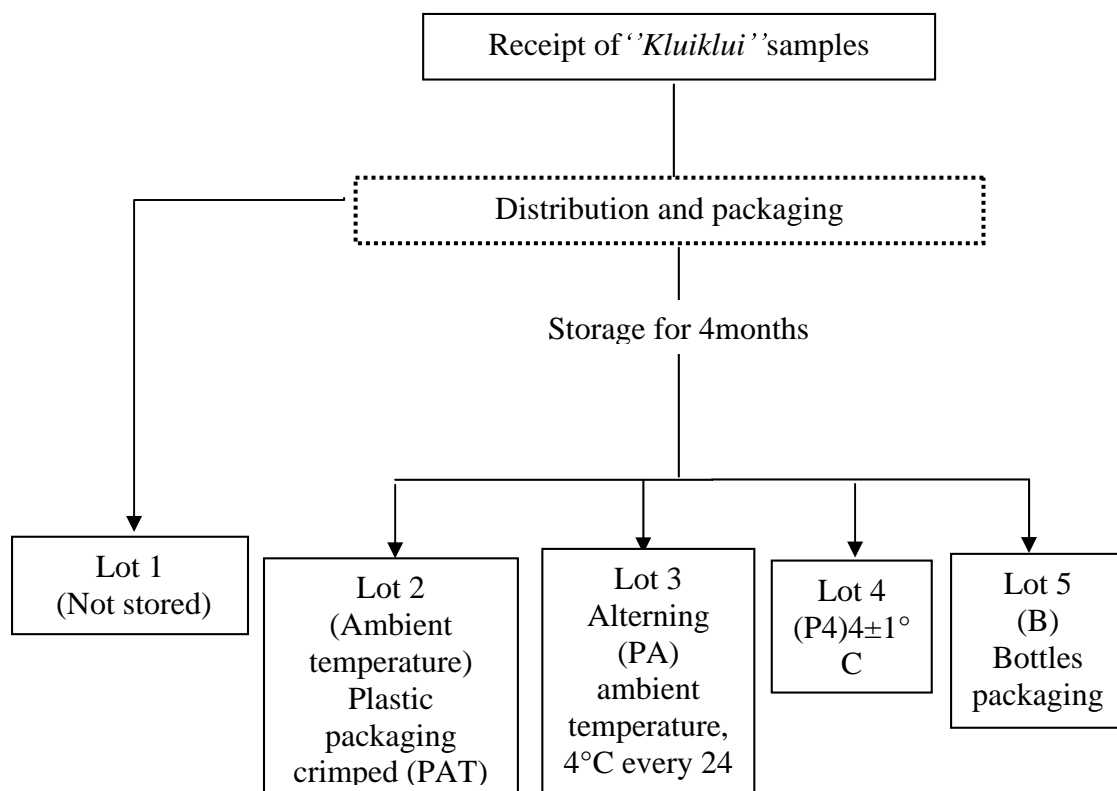 Receipt of ‘’Kluiklui’’ samples
Distribution and packaging
Storage for 4months
Lot 1
(Not stored)
Lot 2
(Ambient
temperature)
Plastic
packaging
crimped (PAT)
Lot 3
Alterning
(PA)
ambient
temperature,
4°C every 24
Lot 4
(P4)4±1°
C
Lot 5
(B)
Bottles
packaging